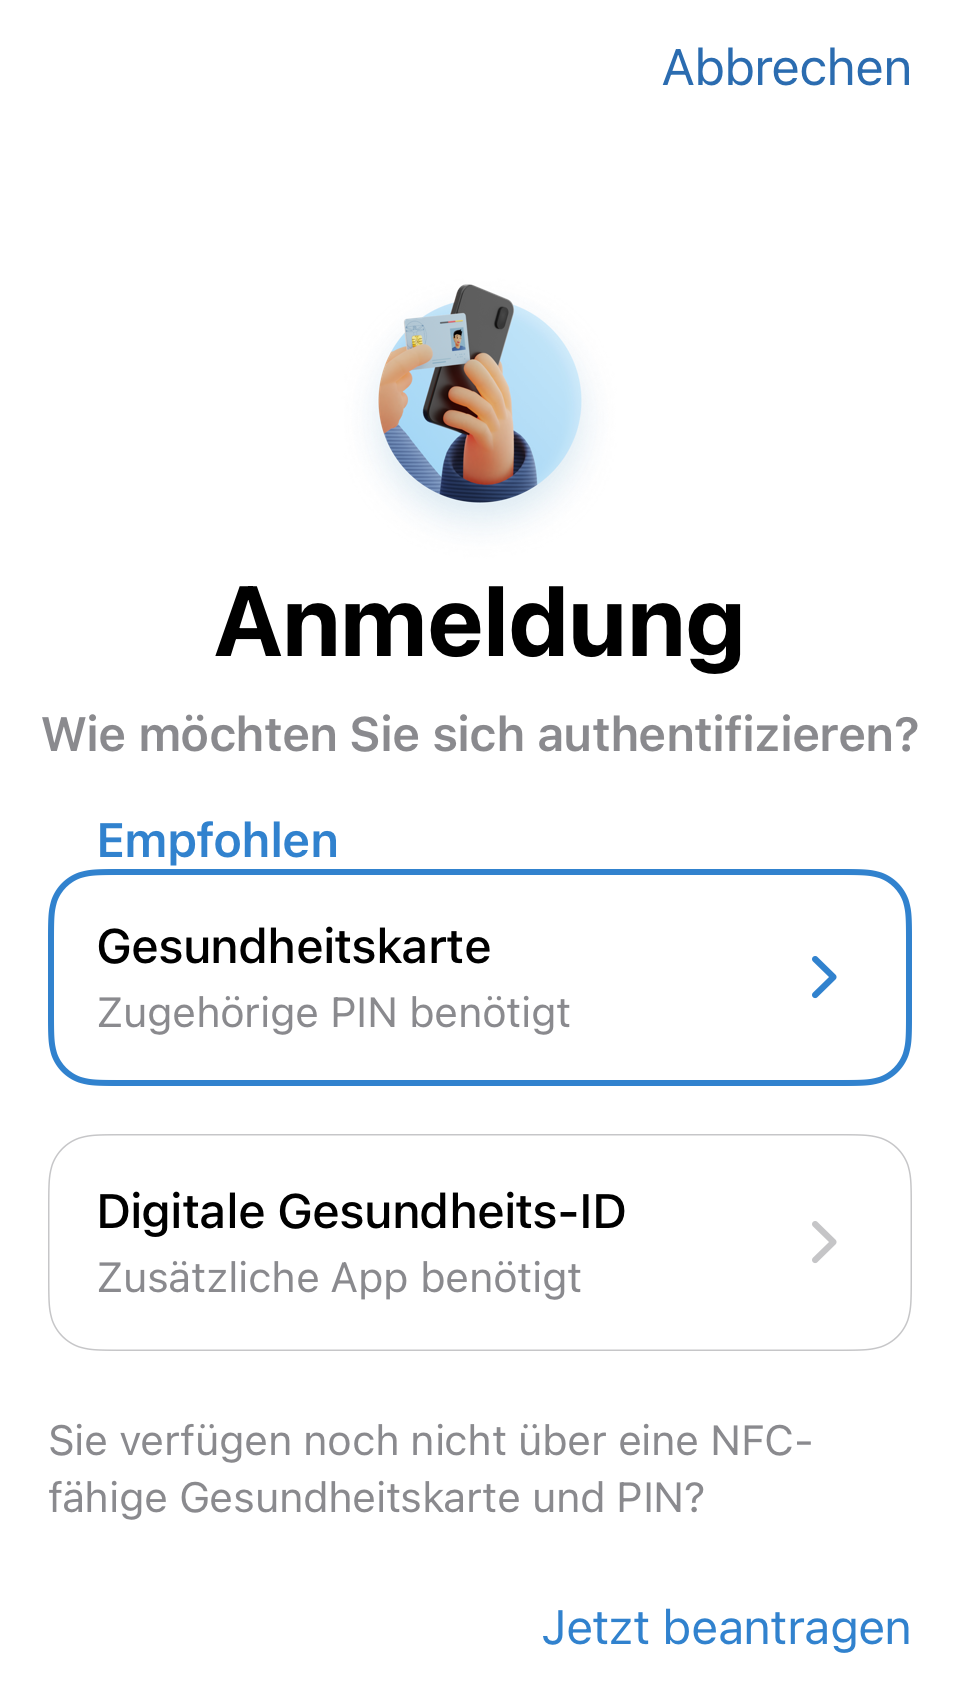 Abbrechen
Anmeldung
Wie möchten Sie sich authentifizieren?
Empfohlen
Gesundheitskarte
Zugehörige PIN benötigt
Digitale Gesundheits-ID
Zusätzliche App benötigt
Sie verfügen noch nicht über eine NFC-
fähige Gesundheitskarte und PIN?
Jetzt beantragen